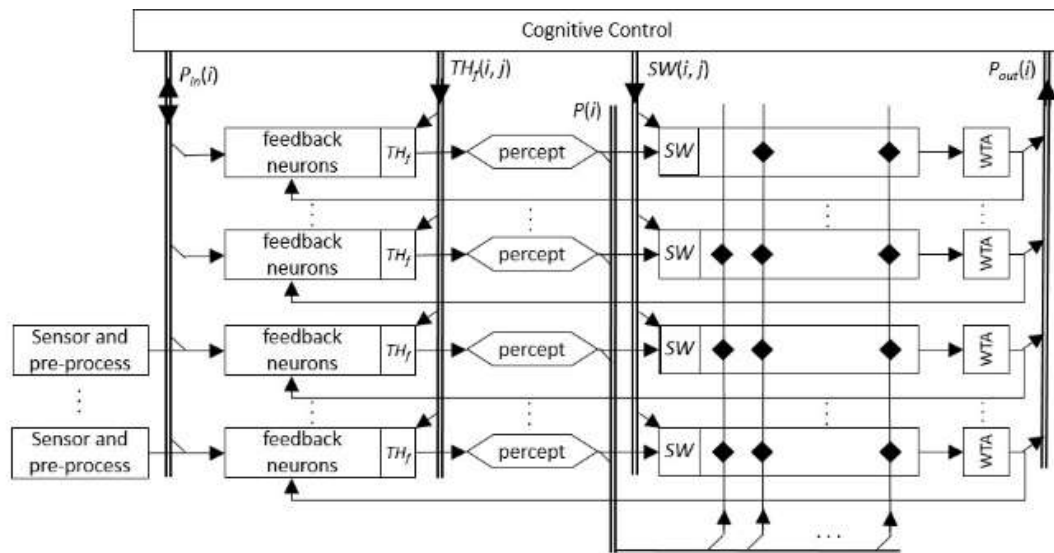 Cognitive Control
P_in(i)
TH_f(i, j)
SW(i, j)
P_out(i)
P(i)
feedback neurons
TH_f
percept
SW
WTA
feedback neurons
TH_f
percept
SW
WTA
Sensor and pre-process
feedback neurons
TH_f
percept
SW
WTA
Sensor and pre-process
feedback neurons
TH_f
percept
SW
WTA